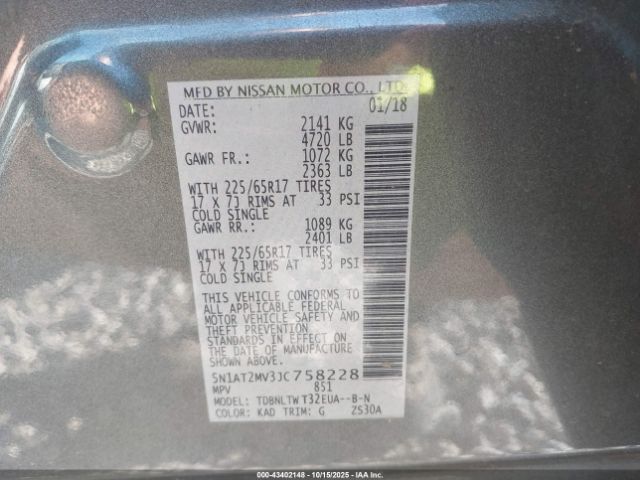 MFD BY NISSAN MOTOR CO., LTD.
DATE: 01/18
GVWR: 2141 KG
4720 LB
GAWR FR.: 1072 KG
2363 LB
WITH 225/65R17 TIRES
17 X 7J RIMS AT 33 PSI
COLD SINGLE
GAWR RR.: 1089 KG
2401 LB
WITH 225/65R17 TIRES
17 X 7J RIMS AT 33 PSI
COLD SINGLE
THIS VEHICLE CONFORMS TO
ALL APPLICABLE FEDERAL
MOTOR VEHICLE SAFETY AND
THEFT PREVENTION
STANDARDS IN EFFECT ON
THE DATE OF MANUFACTURE
SHOWN ABOVE.
5N1AT2MV3JC758228
MPV 851
MODEL: TDBNLTW T32EUA--B-N
COLOR: KAD TRIM: G ZS30A
000-43402148 - 10/15/2025 - IAA Inc.